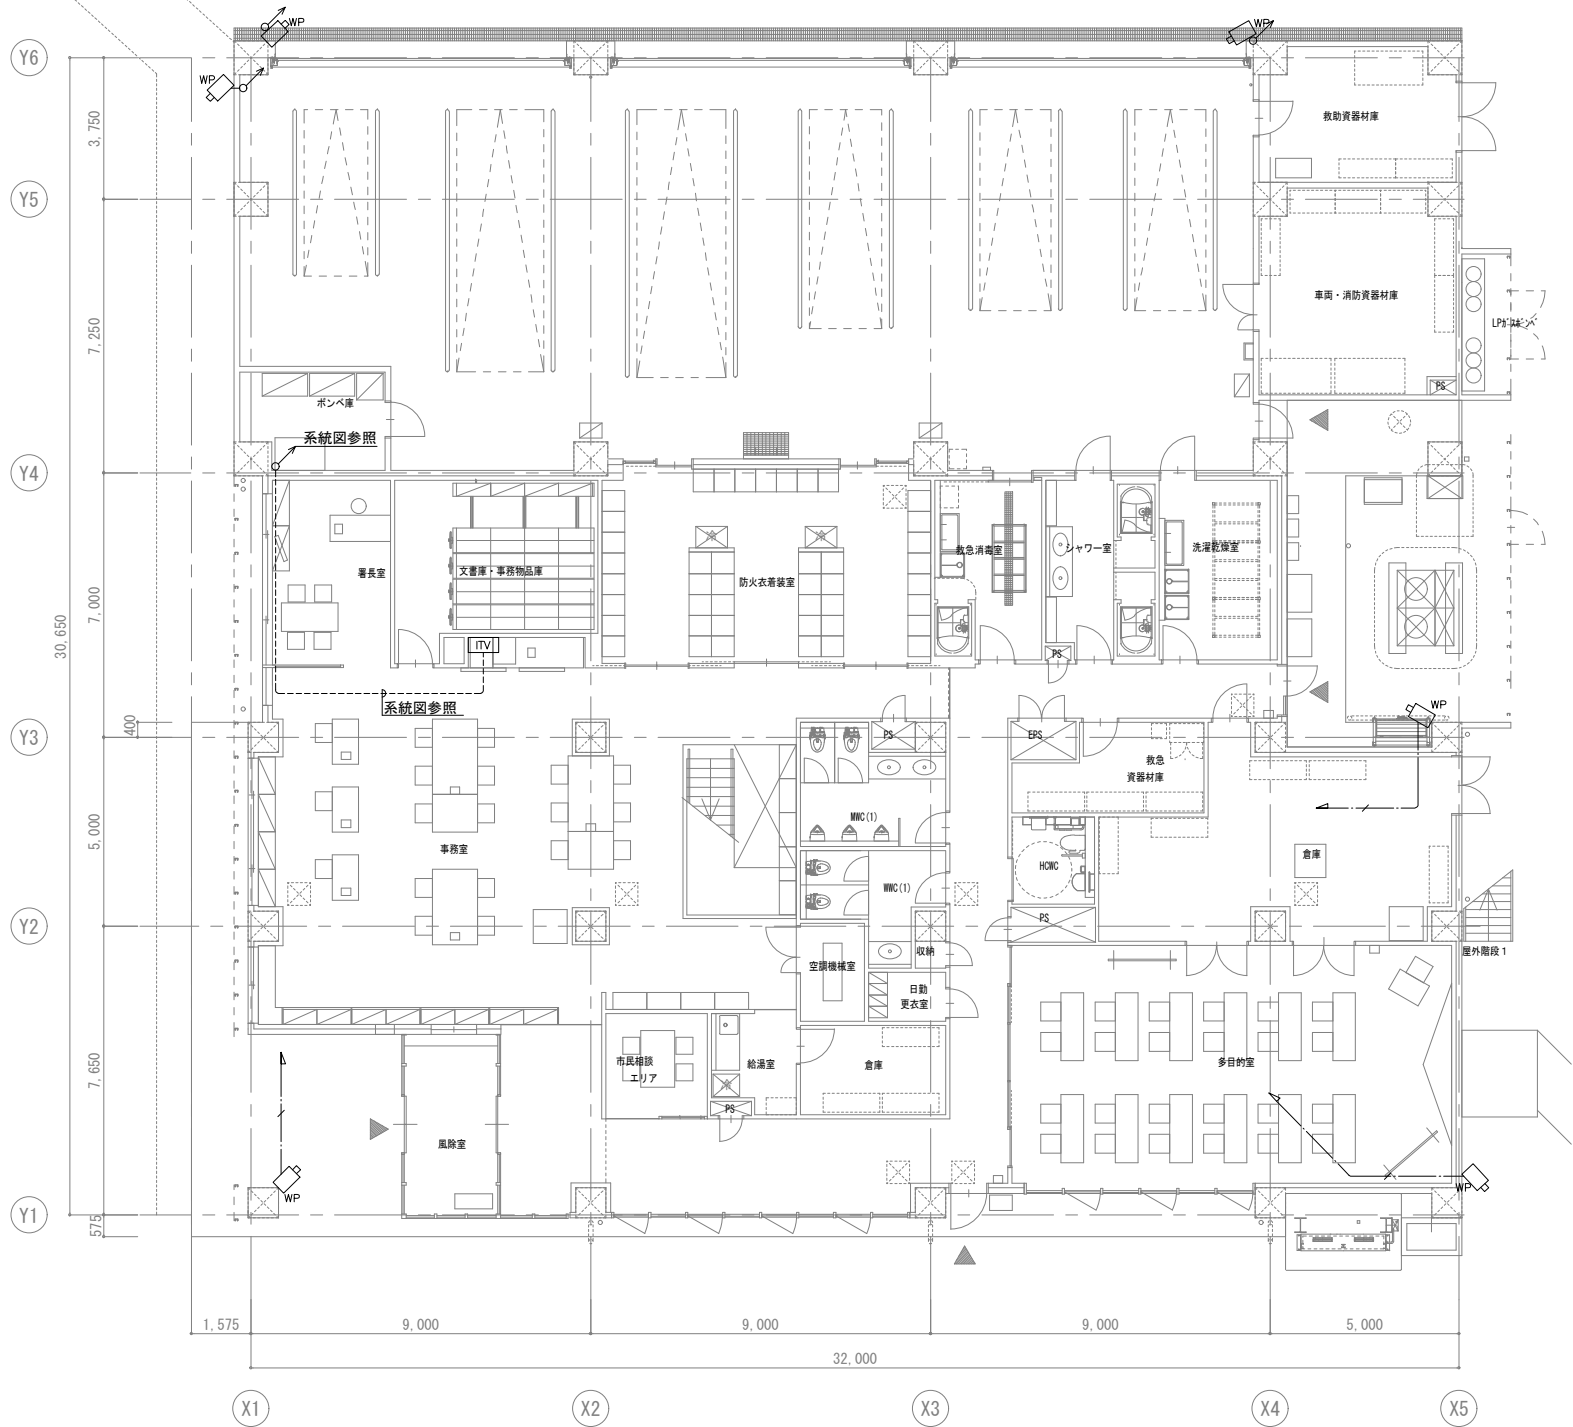 WP
WP
Y6
WP
3,750
救助資器材庫
Y5
7,250
車両・消防資器材庫
LPガスボンベ
PS
ボンベ庫
系統図参照
Y4
署長室
文書庫・事務物品庫
防火衣着装室
救急消毒室
シャワー室
洗濯乾燥室
7,000
30,650
ITV
PS
系統図参照
WP
400
Y3
PS
EPS
救急
資器材庫
5,000
事務室
MWC(1)
倉庫
HCWC
WWC(1)
Y2
PS
収納
屋外階段1
空調機械室
日勤
更衣室
7,650
市民相談
エリア
給湯室
倉庫
多目的室
PS
風除室
WP
WP
Y1
575
1,575
9,000
9,000
9,000
5,000
32,000
X1
X2
X3
X4
X5